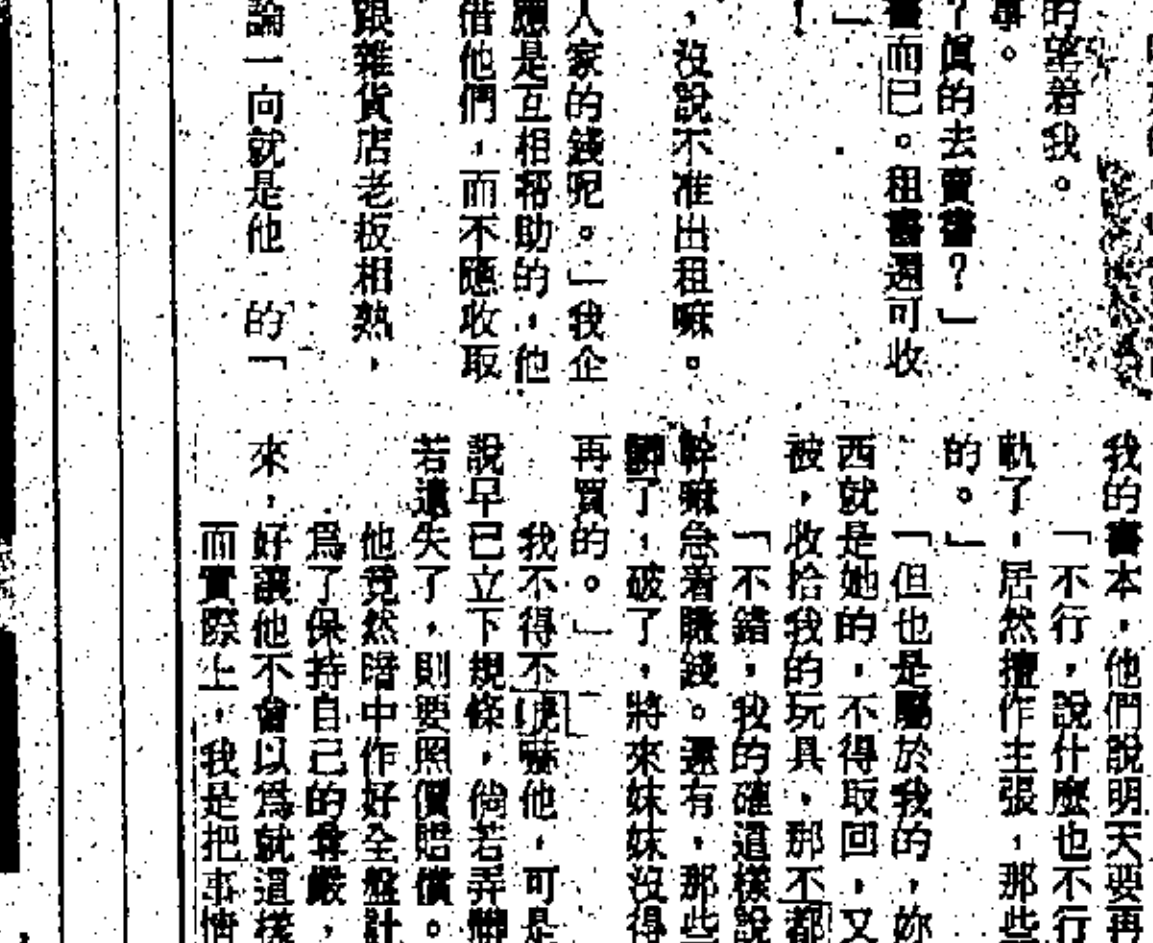 的望着我。
事。
?眞的去賣書?」
書而已。租書還可收
」
!
,沒說不准出租嘛。
人家的錢呢。」我企
應是互相幫助的,他
借他們,而不應收取
跟雜貨店老板相熟,
論一向就是他 的「
我的書本,他們說明天要再
「不行,說什麼也不行
軌了,居然擅作主張,那些
的。」
「但也是屬於我的,妳
西就是她的,不得取回,又
被,收拾我的玩具,那不都
「不錯,我的確這樣說
幹嘛急着賺錢。還有,那些
髒了,破了,將來妹妹沒得
再買的。」
我不得不唬嚇他,可是
說早已立下規條,倘若弄
若遺失了,則要照價賠償。
他竟然暗中作好全盤計
爲了保持自己的尊嚴,
來,好讓他不會以爲就這樣
而實際上,我是把事情